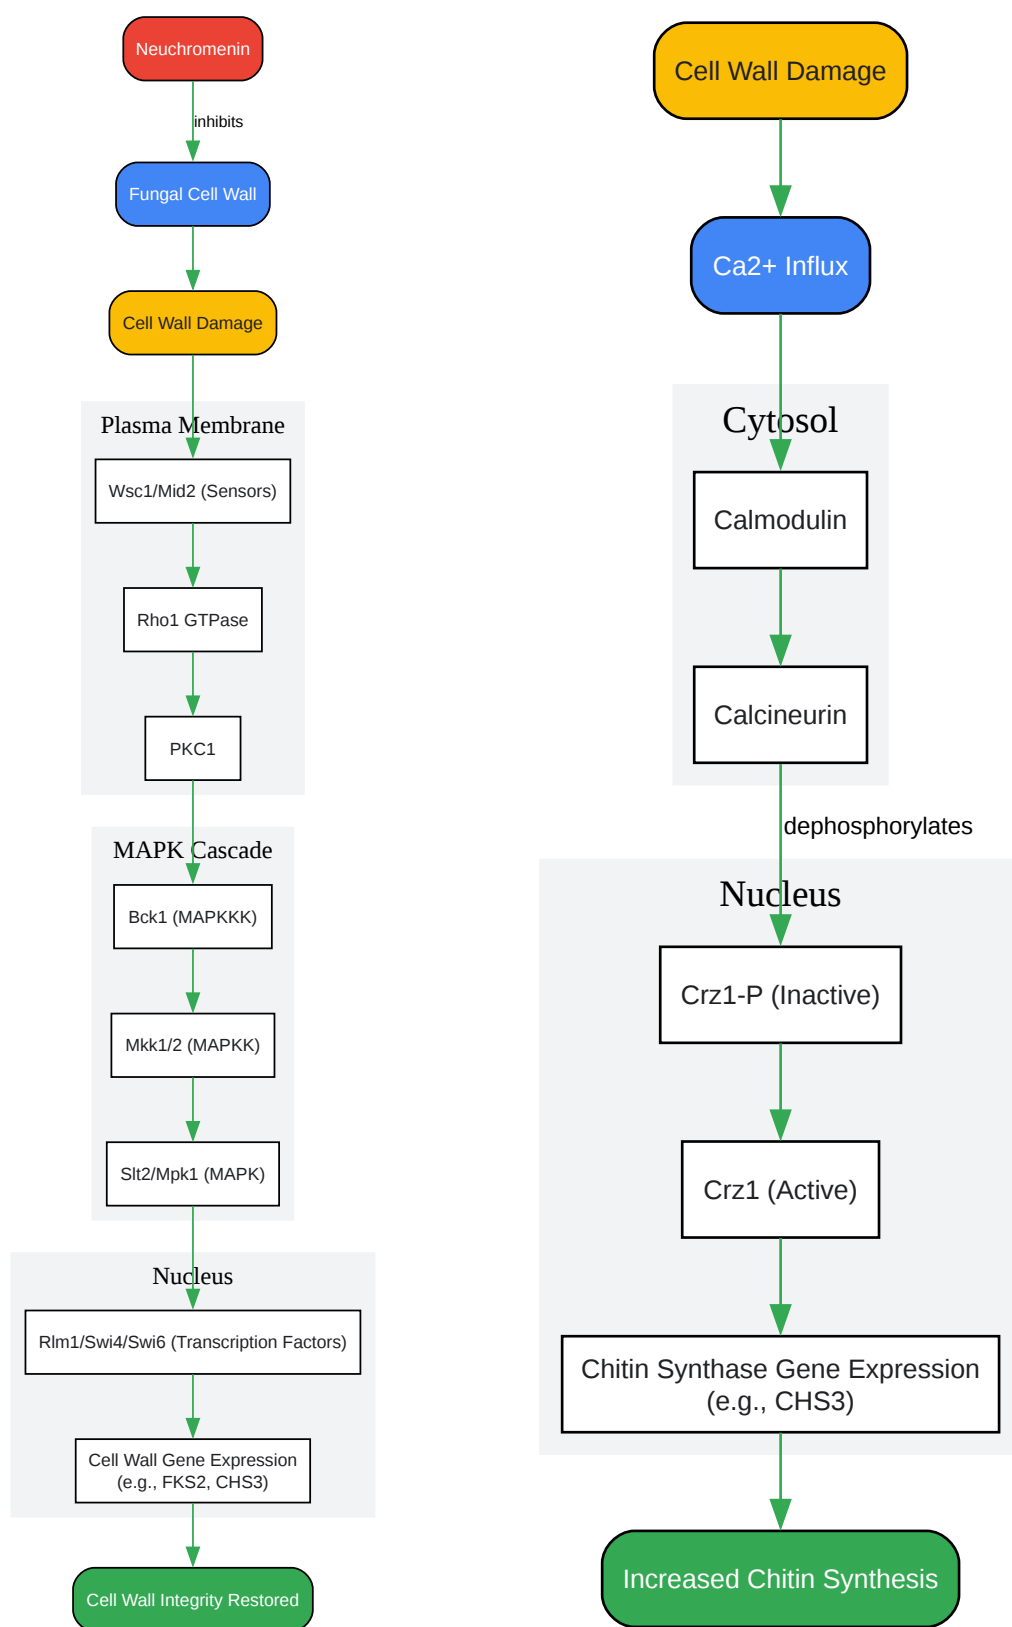 Neuchromenin
inhibits
Fungal Cell Wall
Cell Wall Damage
Plasma Membrane
Wsc1/Mid2 (Sensors)
Rho1 GTPase
PKC1
MAPK Cascade
Bck1 (MAPKKK)
Mkk1/2 (MAPKK)
Slt2/Mpk1 (MAPK)
Nucleus
Rlm1/Swi4/Swi6 (Transcription Factors)
Cell Wall Gene Expression
(e.g., FKS2, CHS3)
Cell Wall Integrity Restored
Cell Wall Damage
Ca2+ Influx
Cytosol
Calmodulin
Calcineurin
dephosphorylates
Nucleus
Crz1-P (Inactive)
Crz1 (Active)
Chitin Synthase Gene Expression
(e.g., CHS3)
Increased Chitin Synthesis